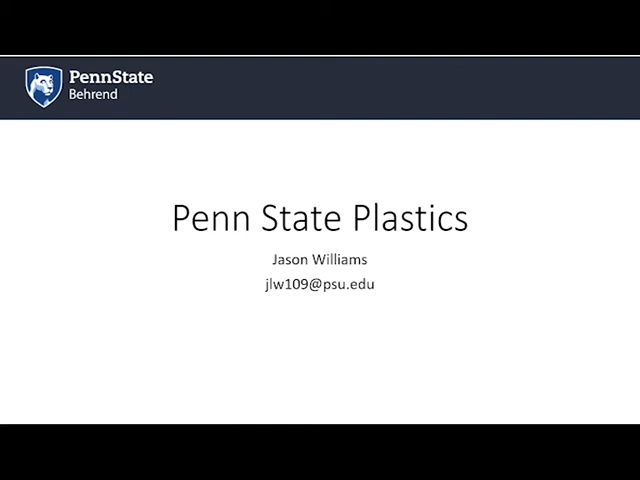 PennState
Behrend
Penn State Plastics
Jason Williams
jlw109@psu.edu